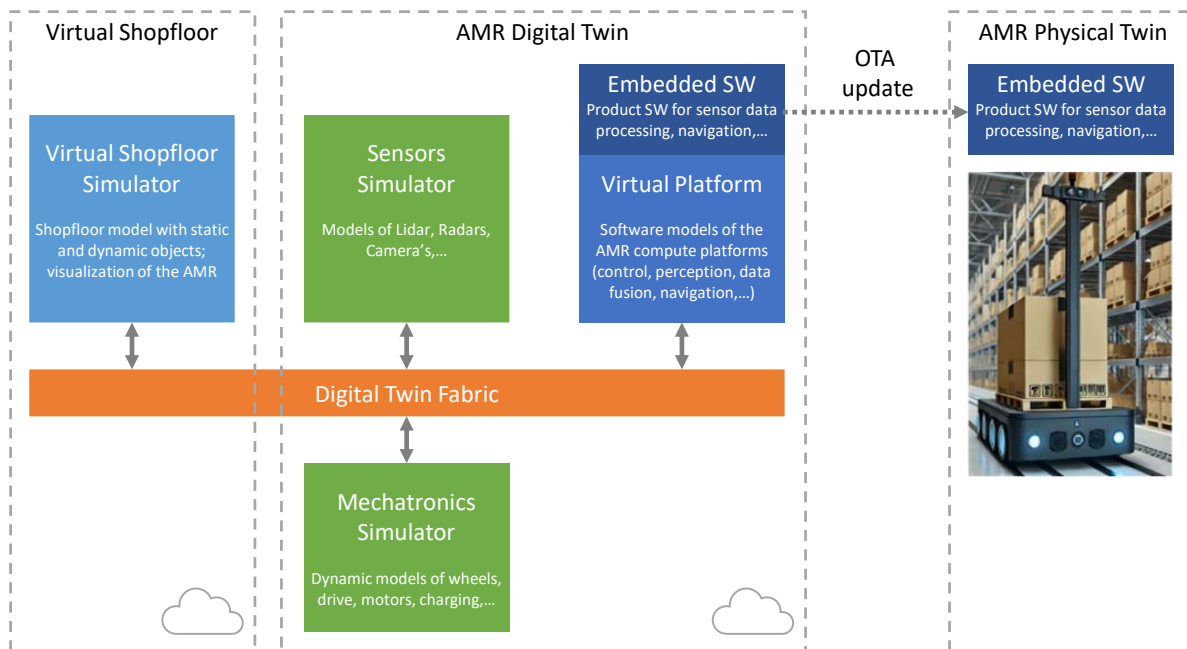 Virtual Shopfloor
AMR Digital Twin
AMR Physical Twin
Virtual Shopfloor
Simulator
Shopfloor model with static
and dynamic objects;
visualization of the AMR
Sensors
Simulator
Models of Lidar, Radars,
Camera's,...
Embedded SW
Product SW for sensor data
processing, navigation,...
Virtual Platform
Software models of the
AMR compute platforms
(control, perception, data
fusion, navigation,...)
OTA
update
Embedded SW
Product SW for sensor data
processing, navigation,...
Digital Twin Fabric
Mechatronics
Simulator
Dynamic models of wheels,
drive, motors, charging,...